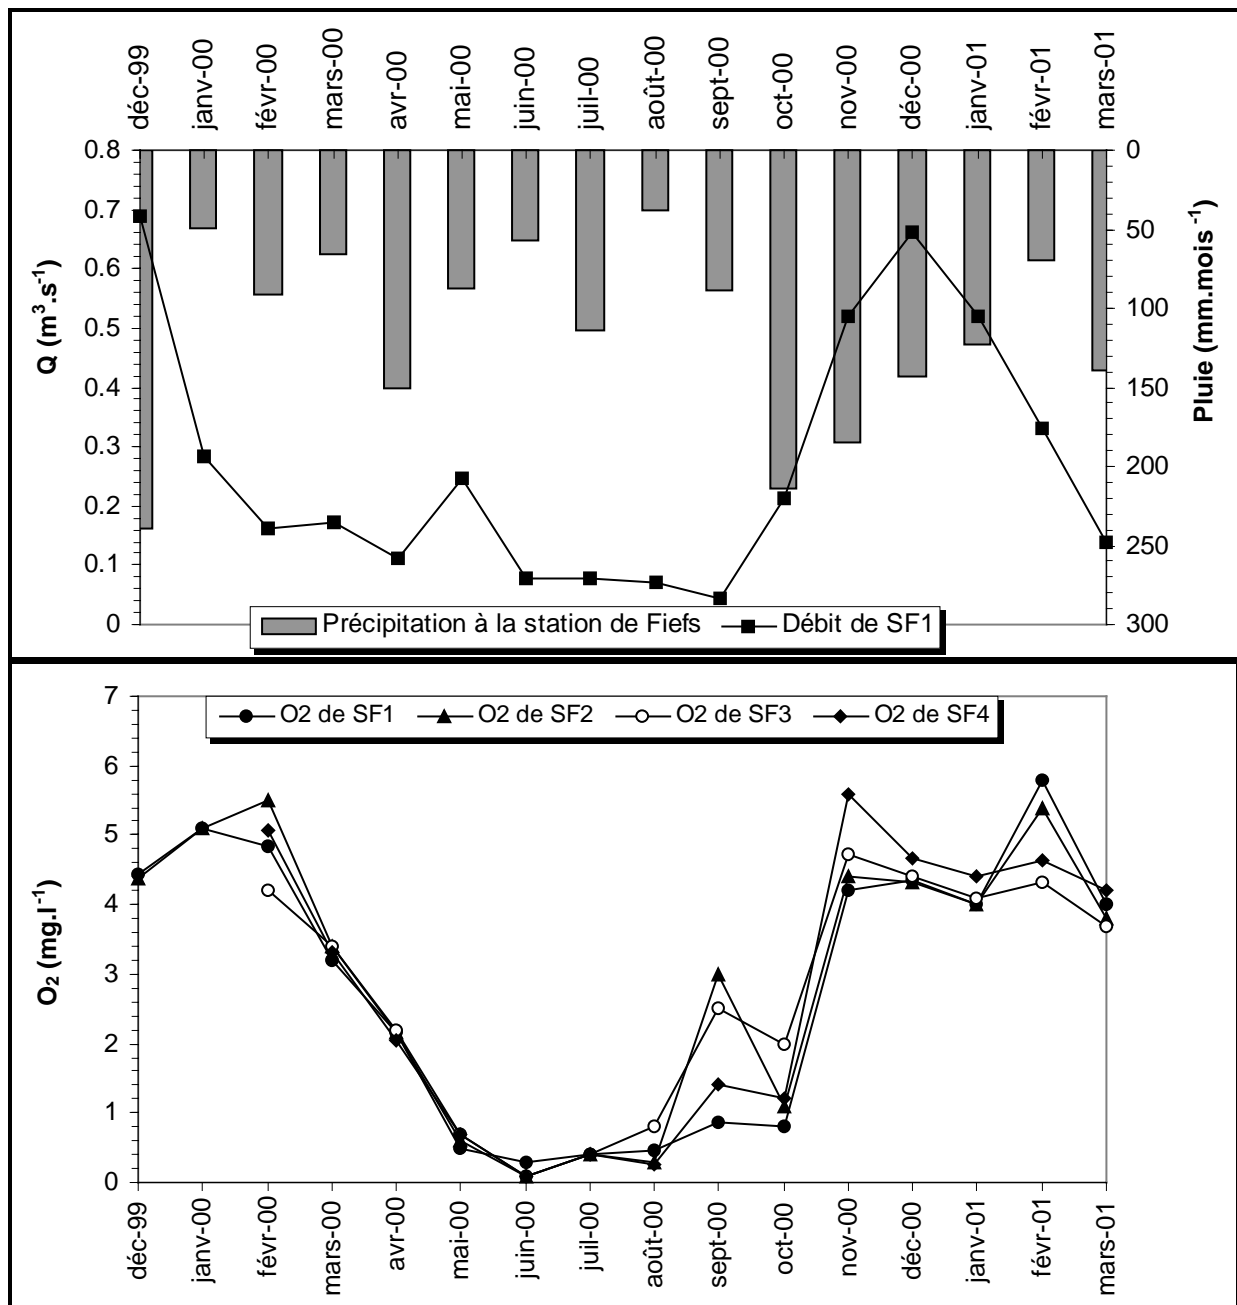 déc-99
janv-00
févr-00
mars-00
avr-00
mai-00
juin-00
juil-00
août-00
sept-00
oct-00
nov-00
déc-00
janv-01
févr-01
mars-01
0.8
0.7
0.6
0.5
0.4
0.3
0.2
0.1
0
Q (m³.s⁻¹)
0
50
100
150
200
250
300
Pluie (mm.mois⁻¹)
Précipitation à la station de Fiefs
Débit de SF1
7
6
5
4
3
2
1
0
O₂ (mg.l⁻¹)
O2 de SF1
O2 de SF2
O2 de SF3
O2 de SF4
déc-99
janv-00
févr-00
mars-00
avr-00
mai-00
juin-00
juil-00
août-00
sept-00
oct-00
nov-00
déc-00
janv-01
févr-01
mars-01